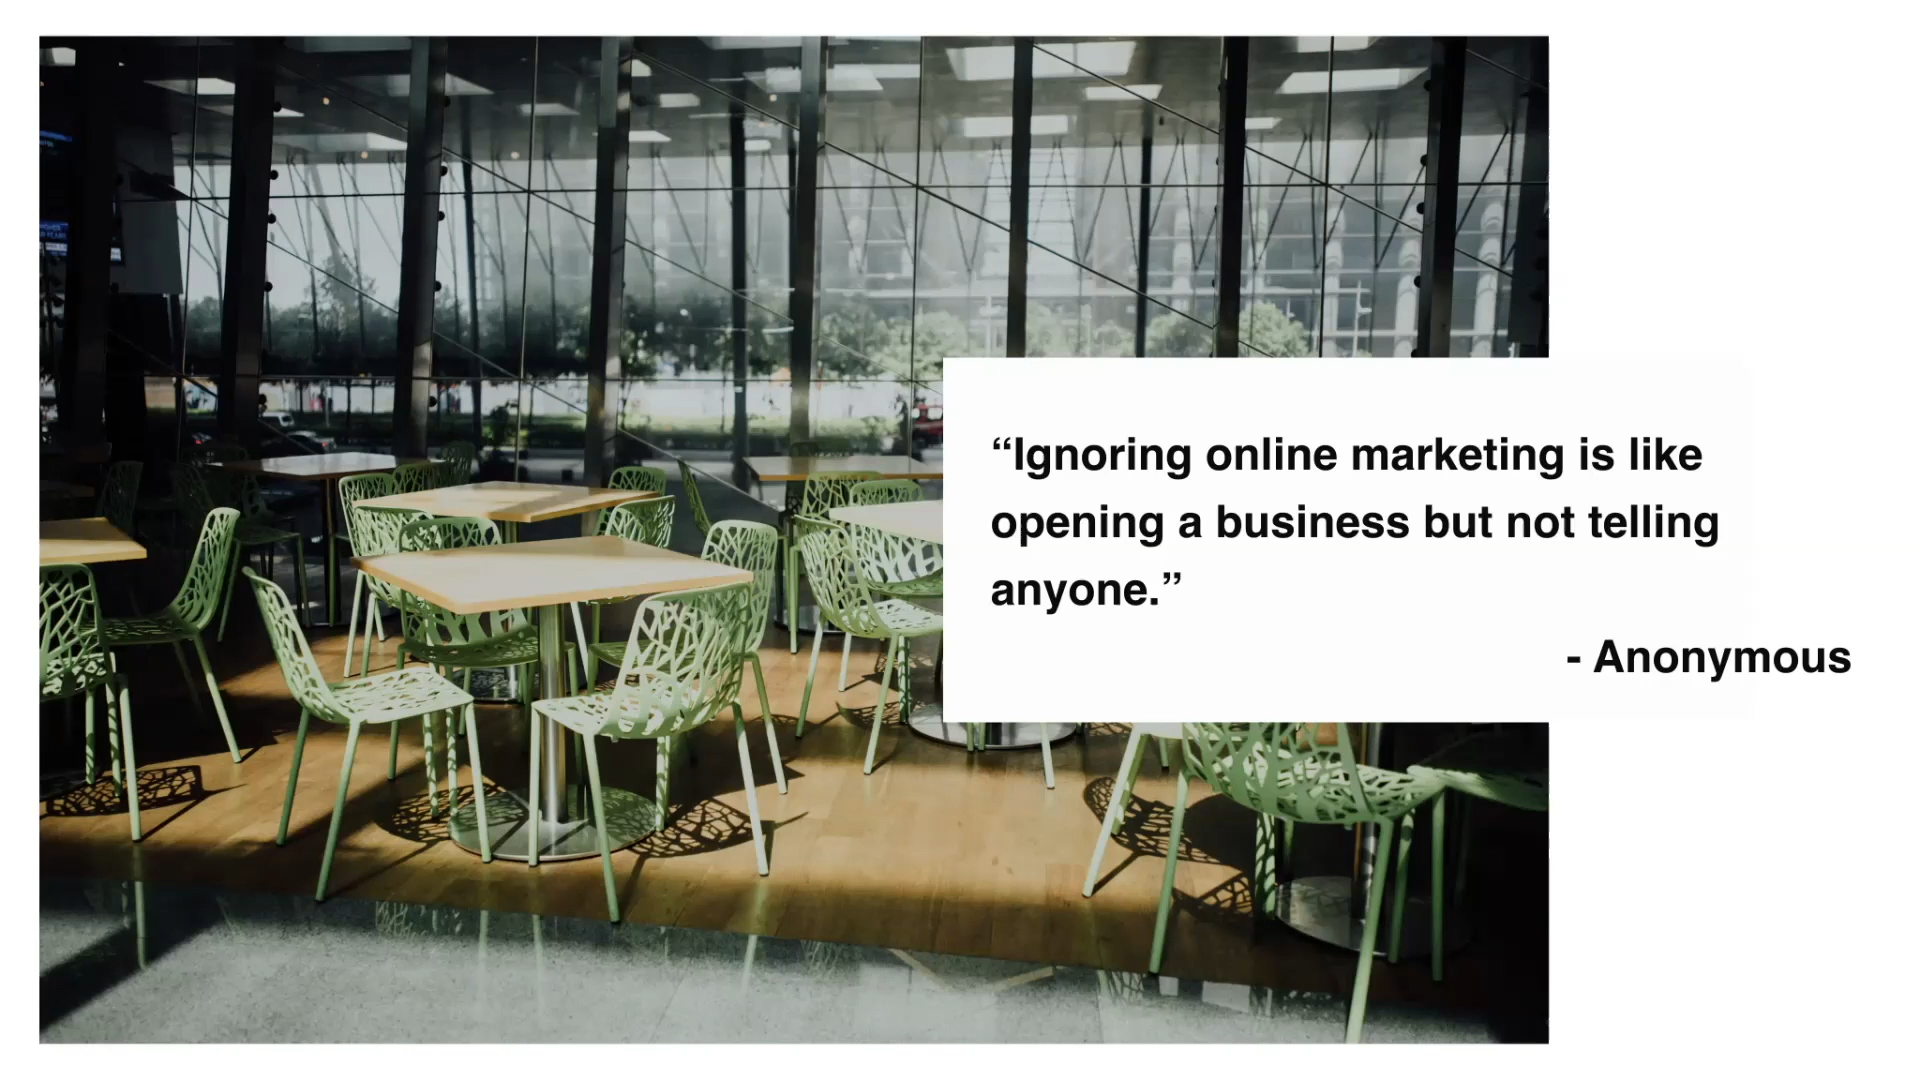 “Ignoring online marketing is like
opening a business but not telling
anyone.”
- Anonymous